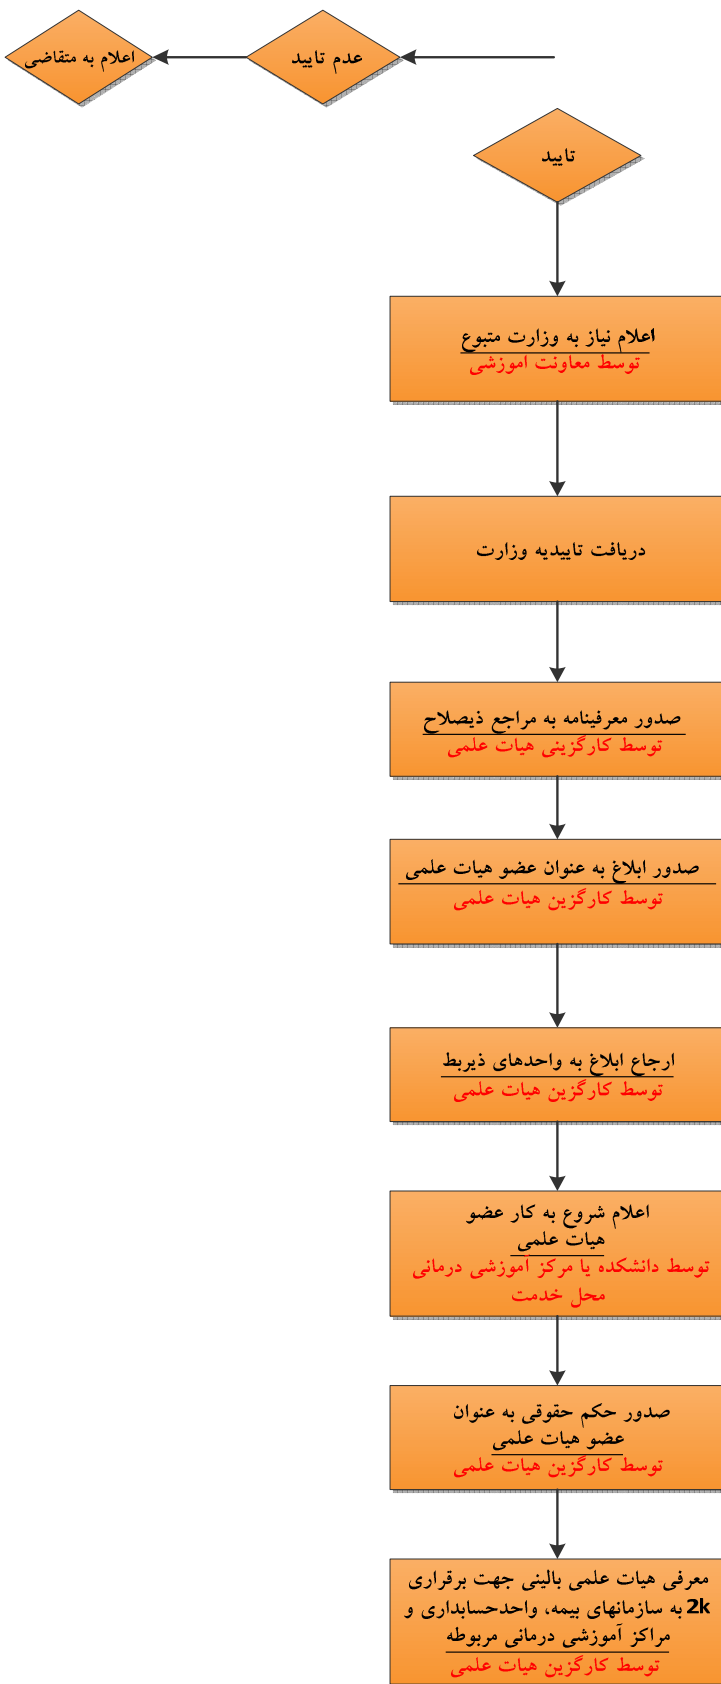 عدم تایید
اعلام به متقاضی
تایید
اعلام نیاز به وزارت متبوع
توسط معاونت اموزشی
دریافت تاییدیه وزارت
صدور معرفینامه به مراجع ذیصلاح
توسط کارگزینی هیات علمی
صدور ابلاغ به عنوان عضو هیات علمی
توسط کارگزین هیات علمی
ارجاع ابلاغ به واحدهای ذیربط
توسط کارگزین هیات علمی
اعلام شروع به کار عضو
هیات علمی
توسط دانشکده یا مرکز آموزشی درمانی
محل خدمت
صدور حکم حقوقی به عنوان
عضو هیات علمی
توسط کارگزین هیات علمی
معرفی هیات علمی بالینی جهت برقراری
2k به سازمانهای بیمه، واحدحسابداری و
مراکز آموزشی درمانی مربوطه
توسط کارگزین هیات علمی